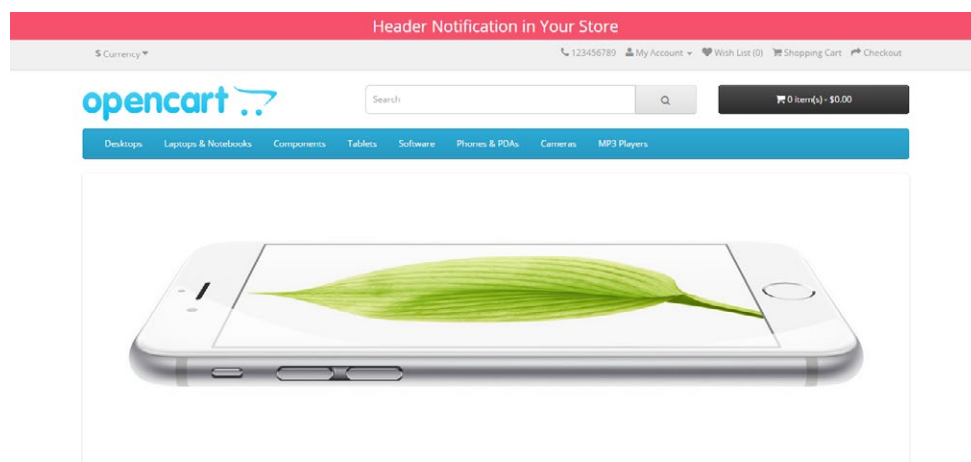 Header Notification in Your Store
$ Currency
123456789 My Account Wish List (0) Shopping Cart Checkout
opencart
Search
0 item(s) - $0.00
Desktops Laptops & Notebooks Components Tablets Software Phones & PDAs Cameras MP3 Players